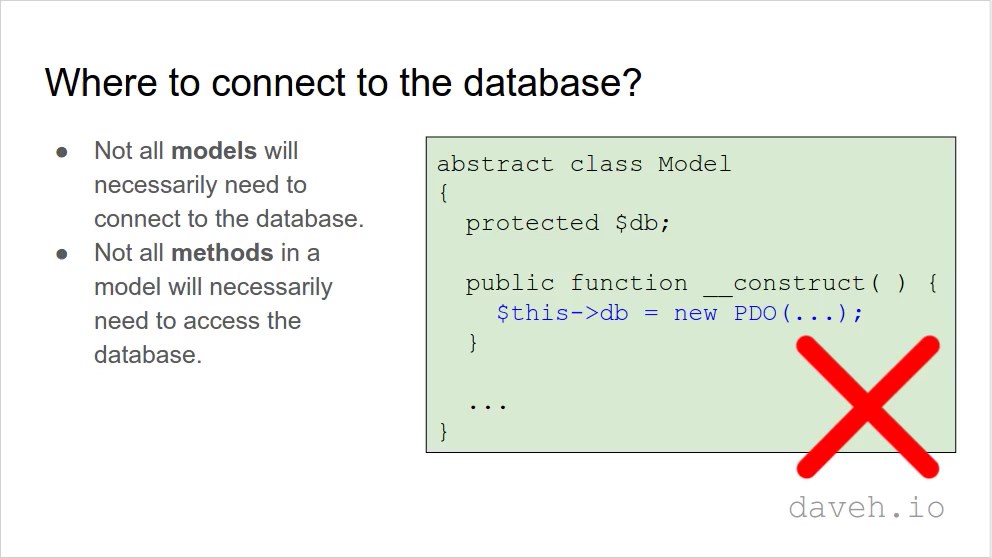 Where to connect to the database?
● Not all models will
necessarily need to
connect to the database.
● Not all methods in a
model will necessarily
need to access the
database.
abstract class Model
{
  protected $db;

  public function __construct( ) {
    $this->db = new PDO(...);
  }

  ...
}
daveh.io